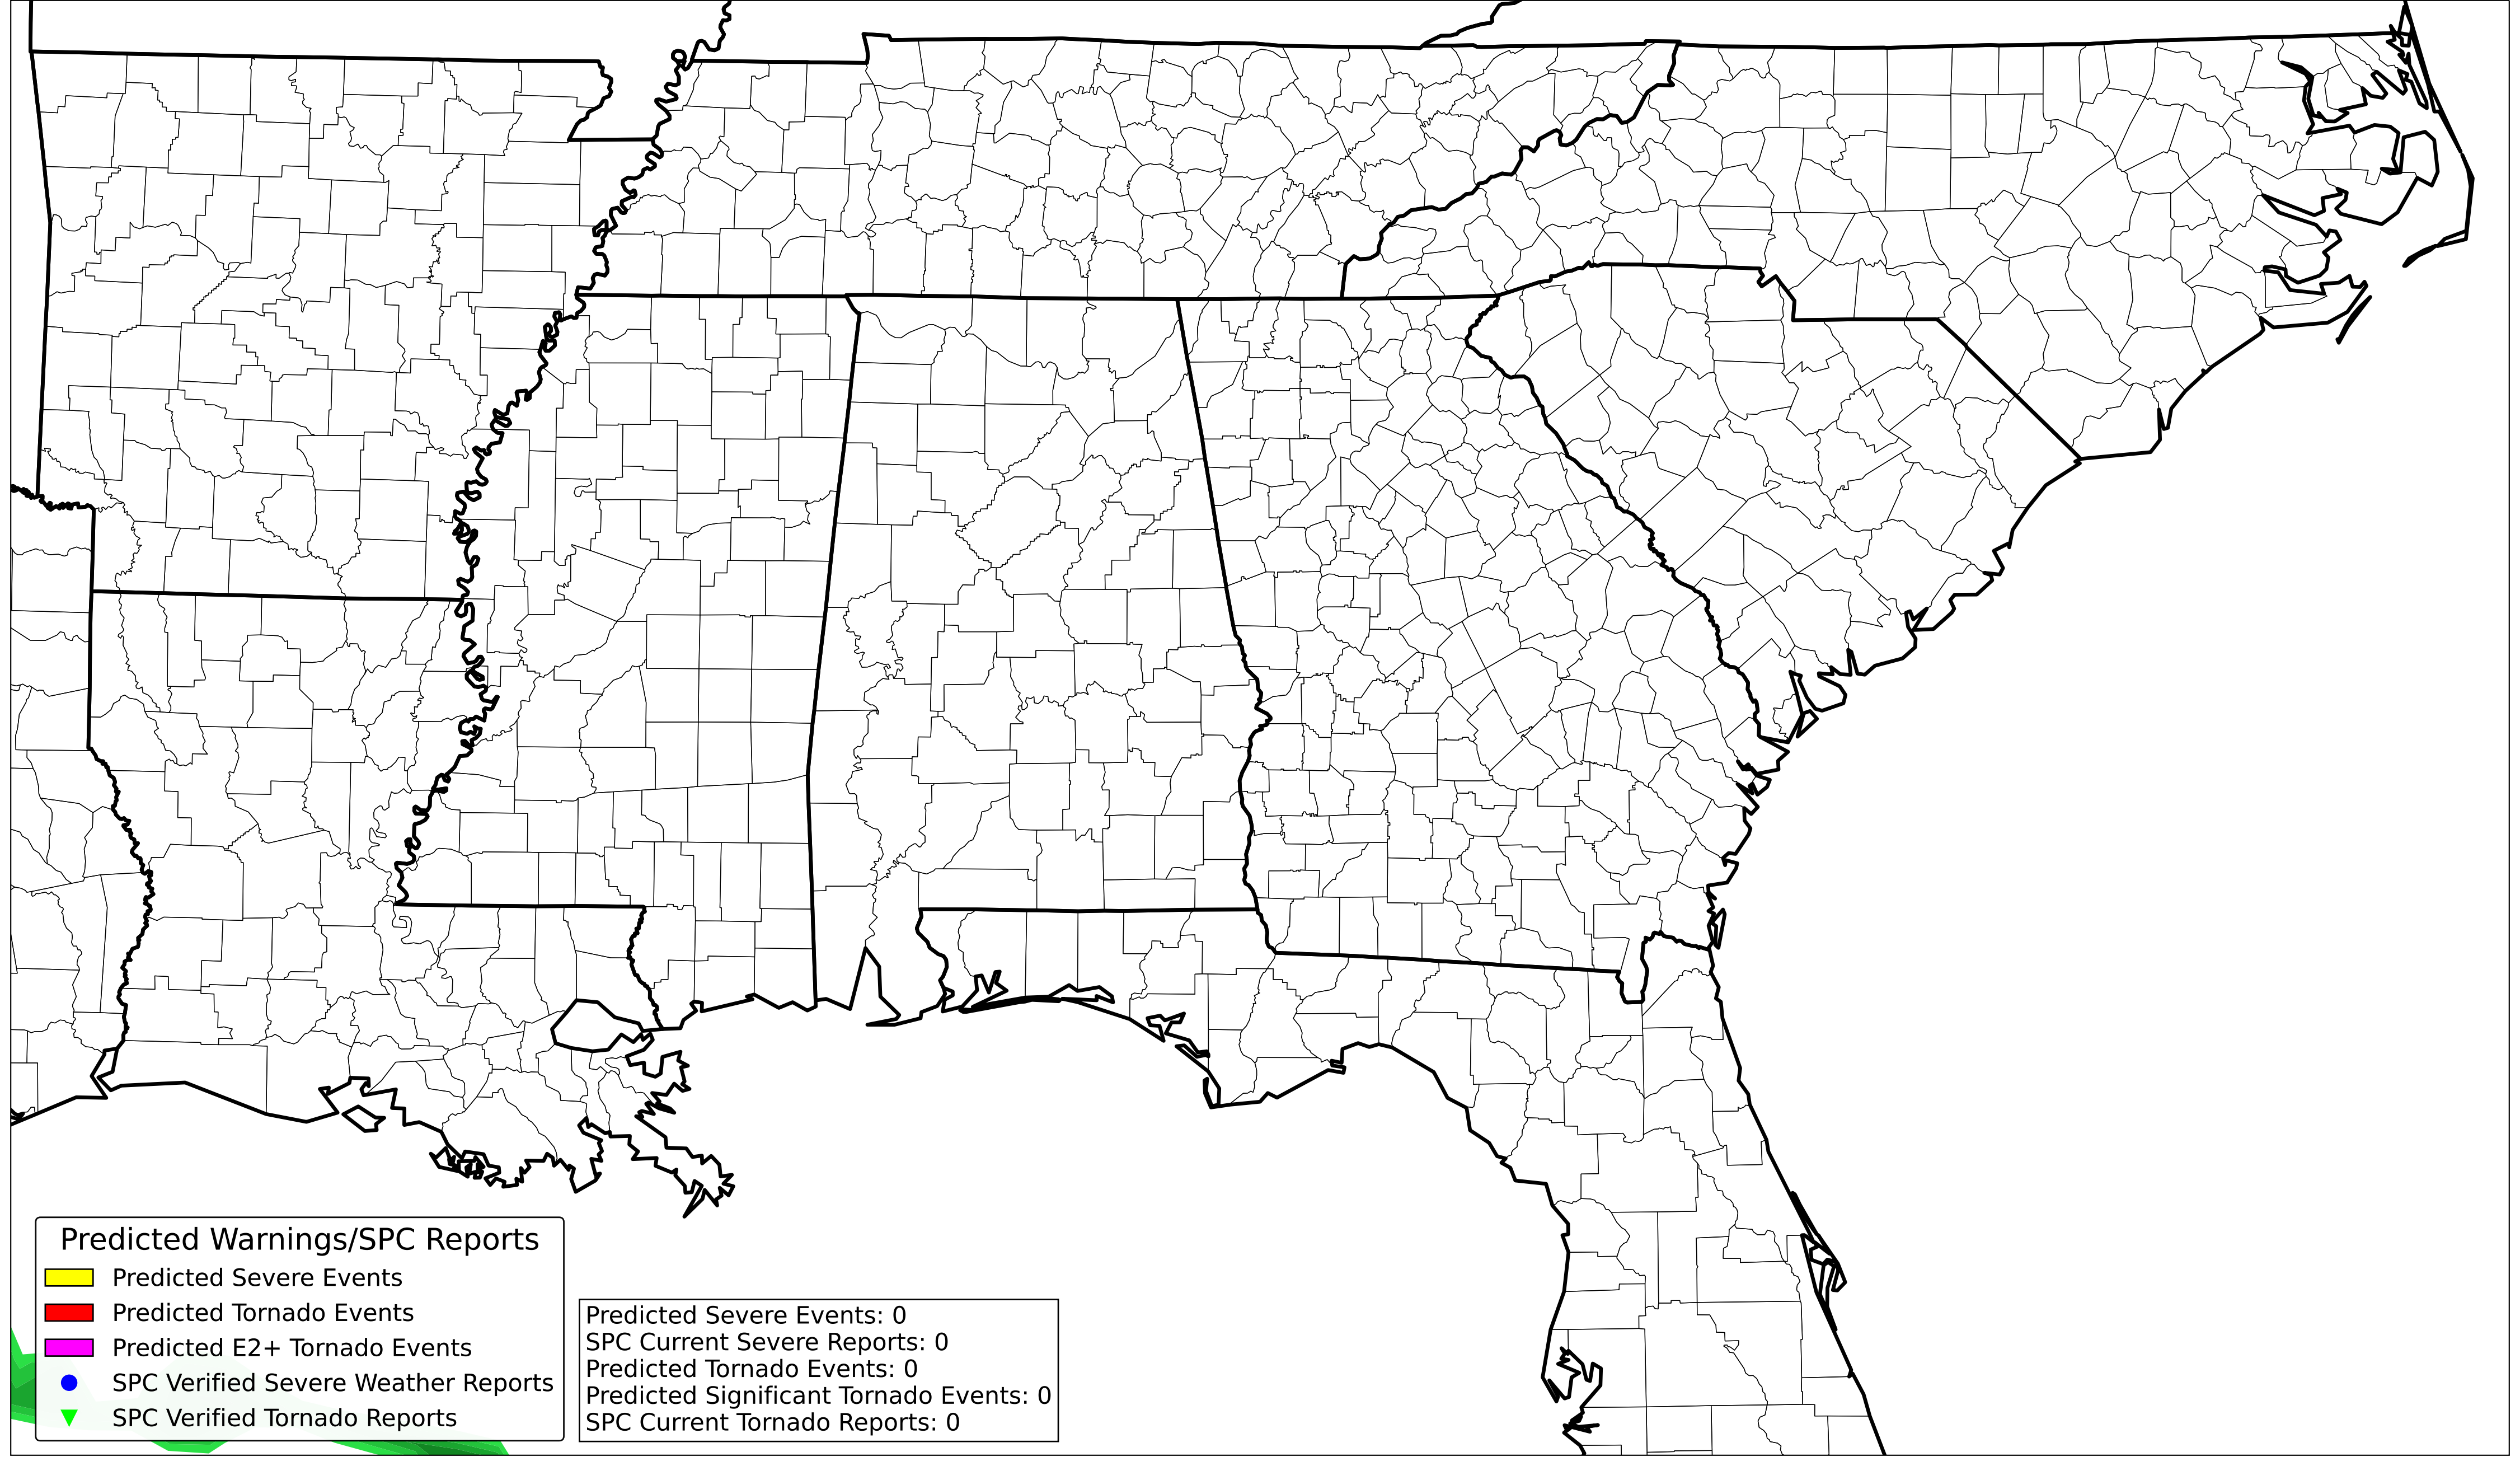 Predicted Warnings/SPC Reports
Predicted Severe Events
Predicted Tornado Events
Predicted E2+ Tornado Events
SPC Verified Severe Weather Reports
SPC Verified Tornado Reports
Predicted Severe Events: 0
SPC Current Severe Reports: 0
Predicted Tornado Events: 0
Predicted Significant Tornado Events: 0
SPC Current Tornado Reports: 0